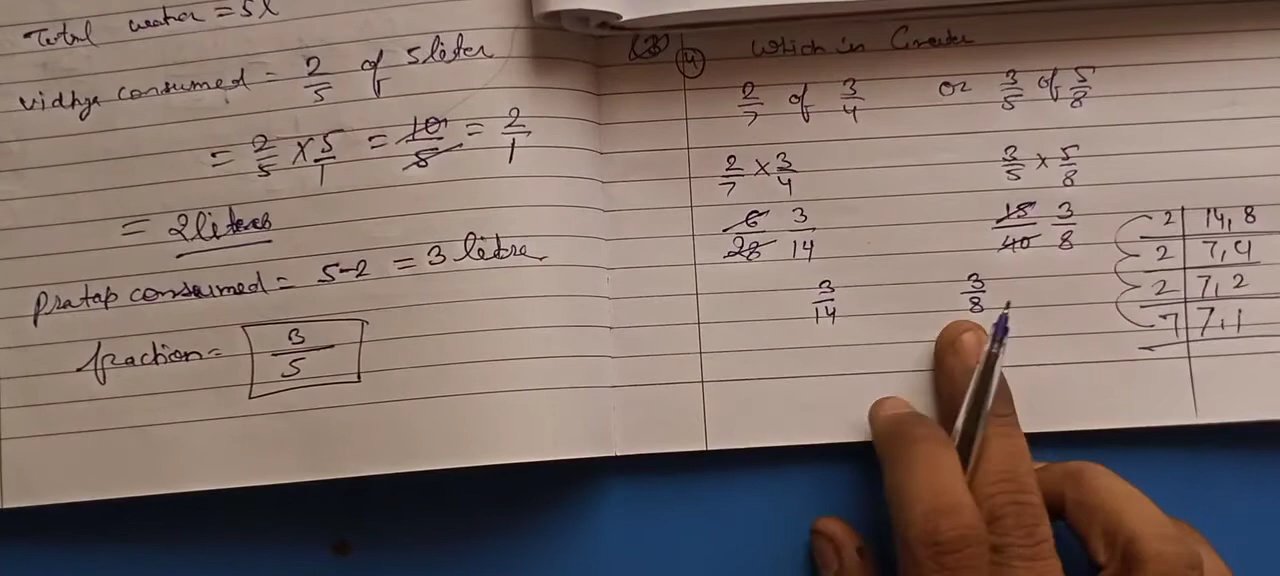 Total water = 5l
Vidhya consumed = 2/5 of 5 liter
= 2/5 × 5/1 = 10/5 = 2/1
= 2 literes
Pratap consumed = 5-2 = 3 litre
fraction = 3/5
(3) 4 Which is Greater
2/7 of 3/4 or 3/5 of 5/8
2/7 × 3/4 3/5 × 5/8
6/28 3/14 15/40 3/8
3/14 3/8
2 | 14, 8
2 | 7, 4
2 | 7, 2
7 | 7, 1